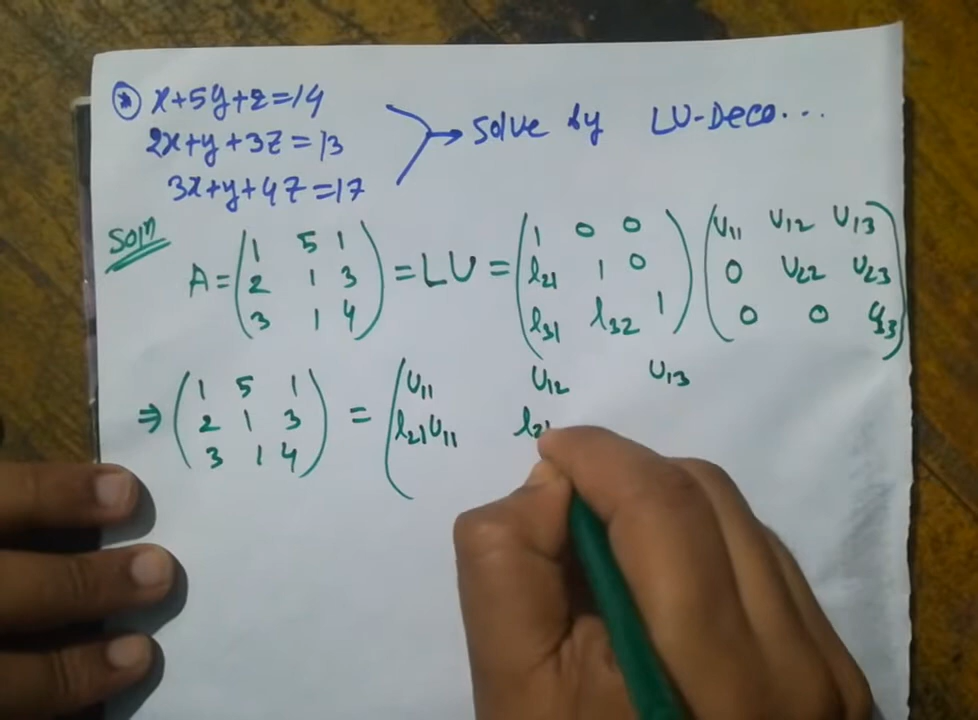 * x+5y+z=14
2x+y+3z=13
3x+y+4z=17
Solve by LU-Deco...
Soln
A = (1 5 1
2 1 3
3 1 4) = LU = (1 0 0
l21 1 0
l31 l32 1) (U11 U12 U13
0 U22 U23
0 0 U33)
⇒ (1 5 1
2 1 3
3 1 4) = (U11 U12 U13
l21U11 l21